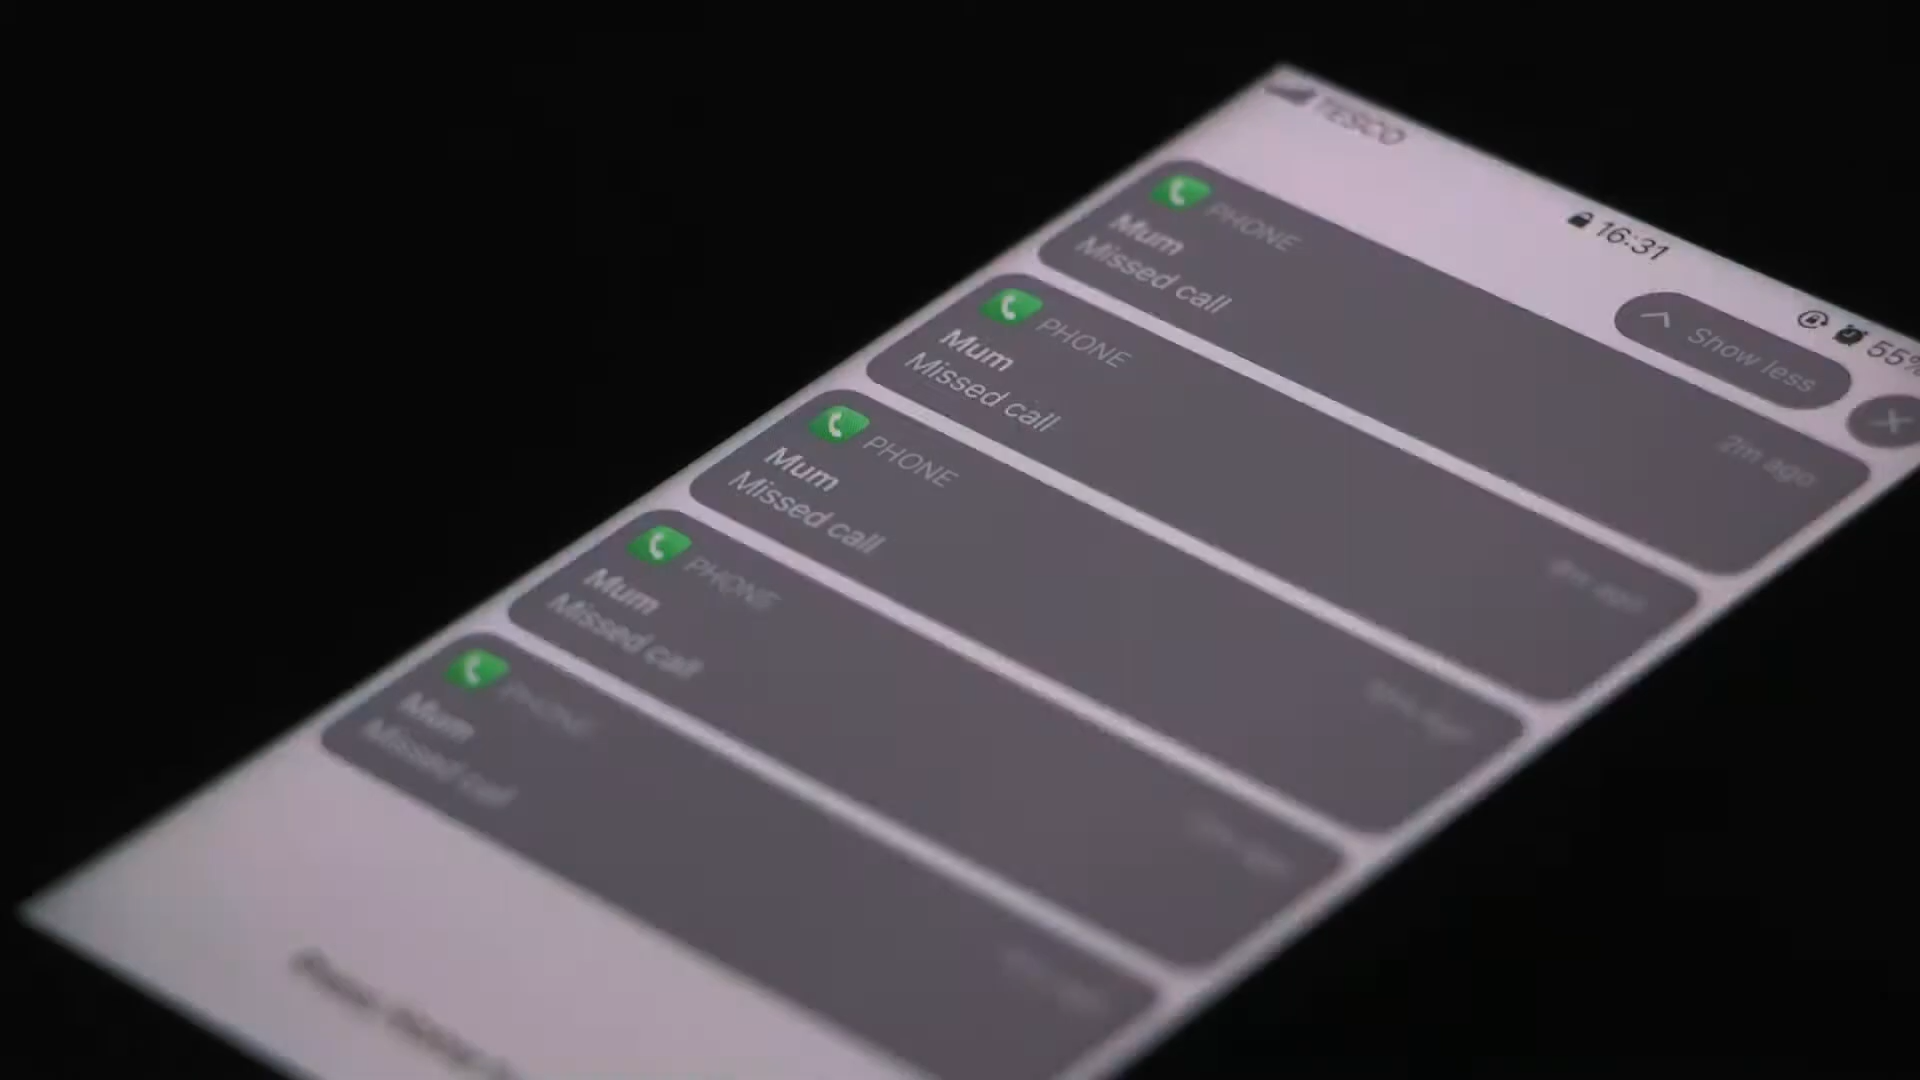 TESCO
16:31
55%
Show less
PHONE
2m ago
Mum
Missed call
PHONE
Mum
Missed call
PHONE
Mum
Missed call
PHONE
Mum
Missed call
PHONE
Mum
Missed call